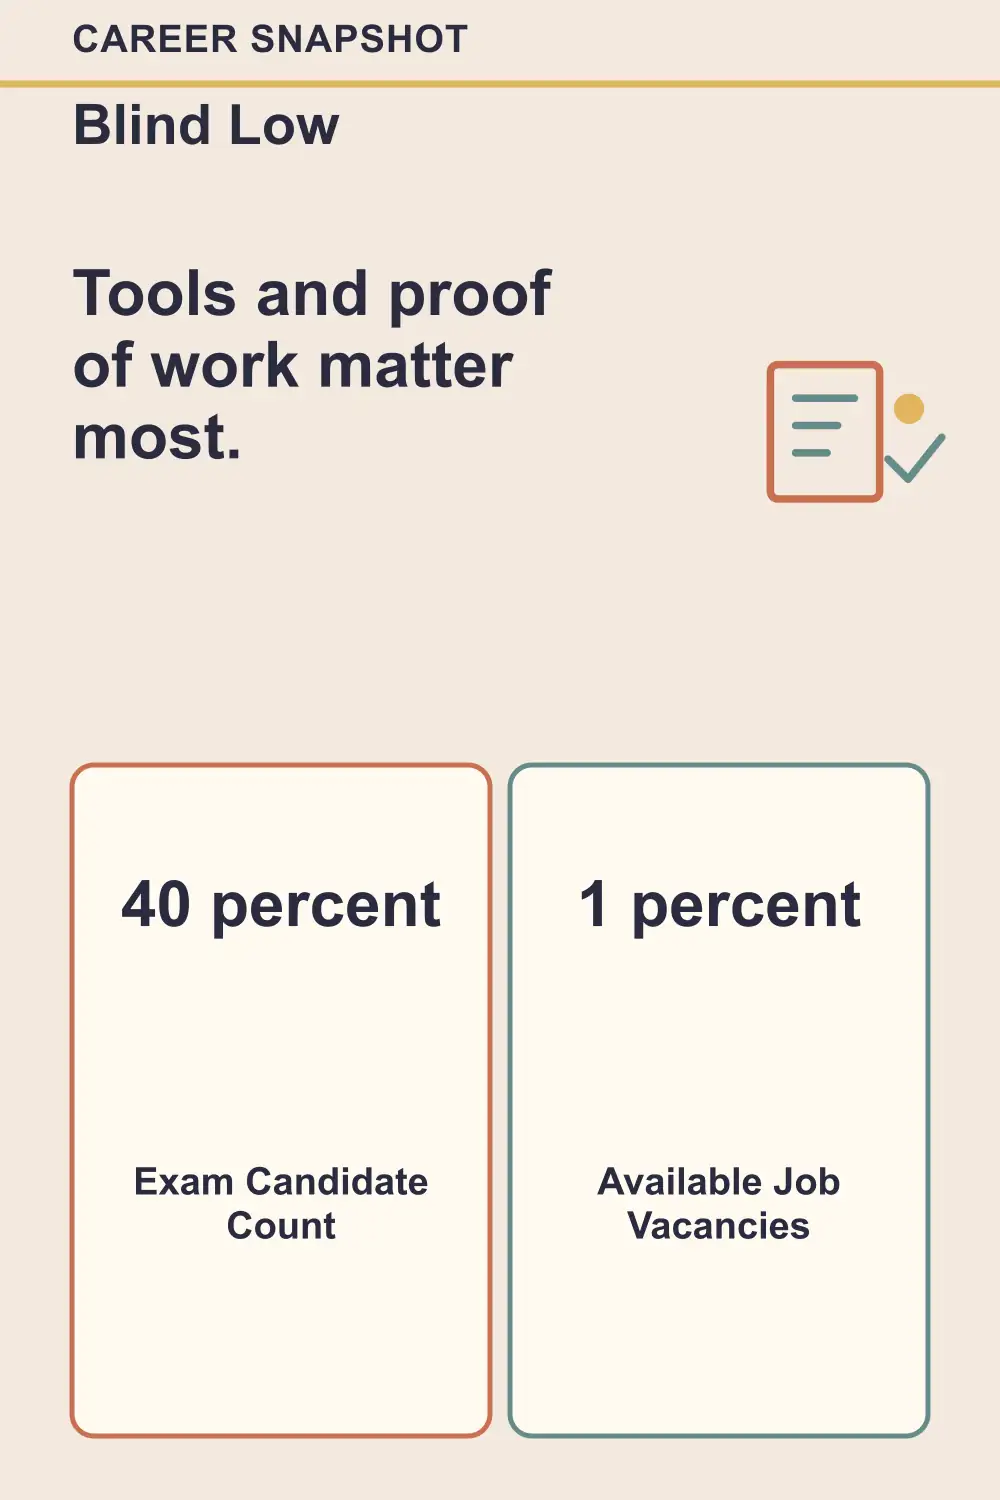 CAREER SNAPSHOT
Blind Low
Tools and proof
of work matter
most.
40 percent
1 percent
Exam Candidate
Count
Available Job
Vacancies